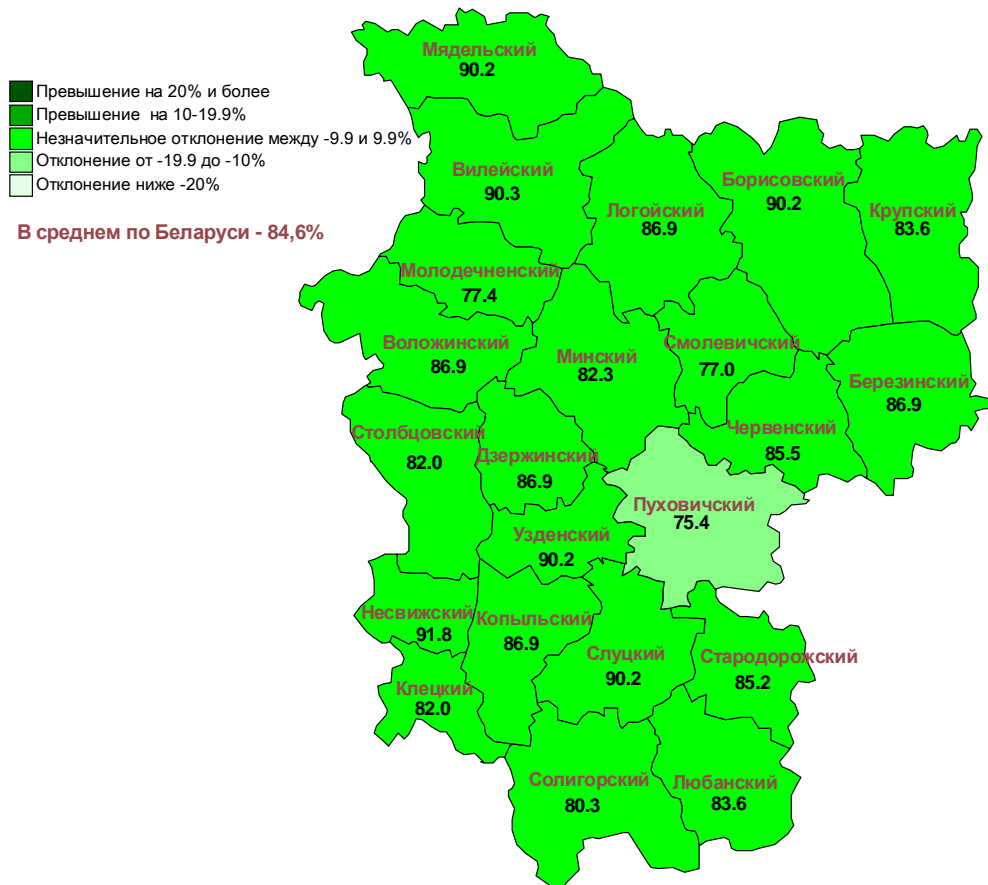 Превышение на 20% и более
Превышение на 10-19.9%
Незначительное отклонение между -9.9 и 9.9%
Отклонение от -19.9 до -10%
Отклонение ниже -20%
В среднем по Беларуси - 84,6%
Мядельский
90.2
Вилейский
90.3
Логойский
86.9
Борисовский
90.2
Крупский
83.6
Молодечненский
77.4
Воложинский
86.9
Минский
82.3
Смолевичский
77.0
Березинский
86.9
Червенский
85.5
Столбцовский
82.0
Дзержинский
86.9
Пуховичский
75.4
Узденский
90.2
Несвижский
91.8
Копыльский
86.9
Слуцкий
90.2
Стародорожский
85.2
Клецкий
82.0
Солигорский
80.3
Любанский
83.6